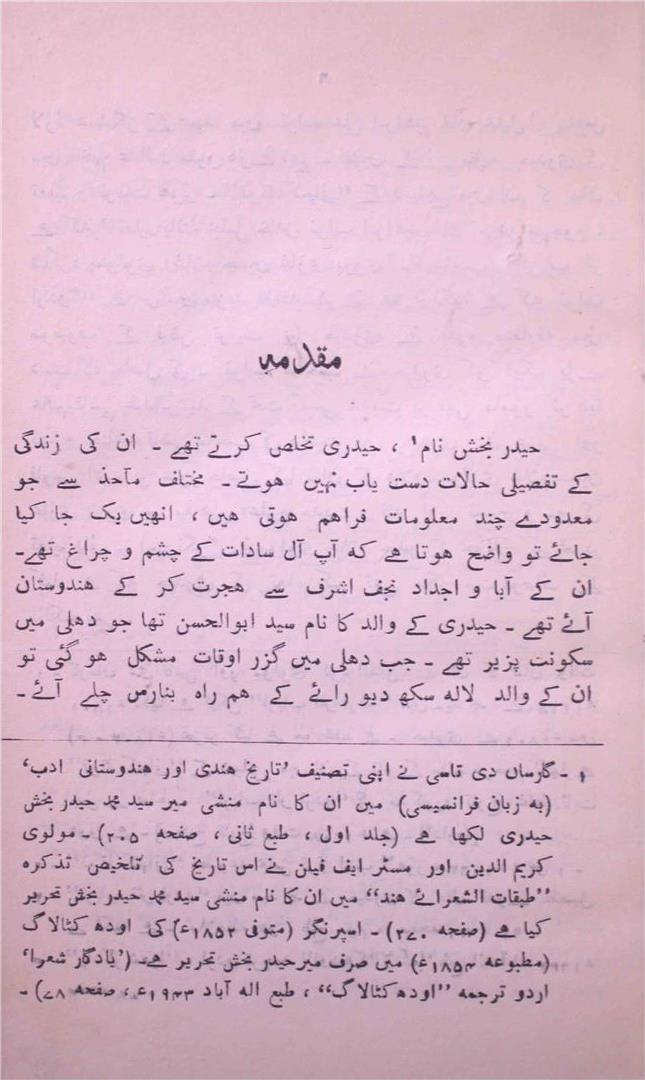 مقدمہ
حیدر بخش نام¹ ، حیدری تخلص کرتے تھے ۔ ان کی زندگی
کے تفصیلی حالات دست یاب نہیں ہوتے ۔ مختلف مآخذ سے جو
معدودے چند معلومات فراہم ہوتی ہیں ، انھیں یک جا کیا
جائے تو واضح ہوتا ہے کہ آپ آل سادات کے چشم و چراغ تھے۔
ان کے آبا و اجداد نجف اشرف سے ہجرت کر کے ہندوستان
آئے تھے ۔ حیدری کے والد کا نام سید ابوالحسن تھا جو دہلی میں
سکونت پزیر تھے ۔ جب دہلی میں گزر اوقات مشکل ہو گئی تو
ان کے والد لالہ سکھ دیو رائے کے ہم راہ بنارس چلے آئے ۔
۱ ۔ گارساں دی تاسی نے اپنی تصنیف ’تاریخ ہندی اور ہندوستانی ادب‘
(بہ زبان فرانسیسی) میں ان کا نام منشی میر سید محمد حیدر بخش
حیدری لکھا ہے (جلد اول ، طبع ثانی ، صفحہ ۲۰۵) ۔ مولوی
کریم الدین اور مسٹر ایف فیلن نے اس تاریخ کی تلخیص تذکرہ
’’طبقات الشعرائے ہند‘‘ میں ان کا نام منشی سید محمد حیدر بخش تحریر
کیا ہے (صفحہ ۲۷۰) ۔ اسپرنگر (متوفی ۱۸۵۲ع) کی اودھ کٹالاگ
(مطبوعہ ۱۸۵۴ع) میں صرف میر حیدر بخش تحریر ہے۔ (’یادگار شعرا‘
اردو ترجمہ ’’اودھ کٹالاگ‘‘ ، طبع الہ آباد ۱۹۴۳ع ، صفحہ ۷۸) ۔